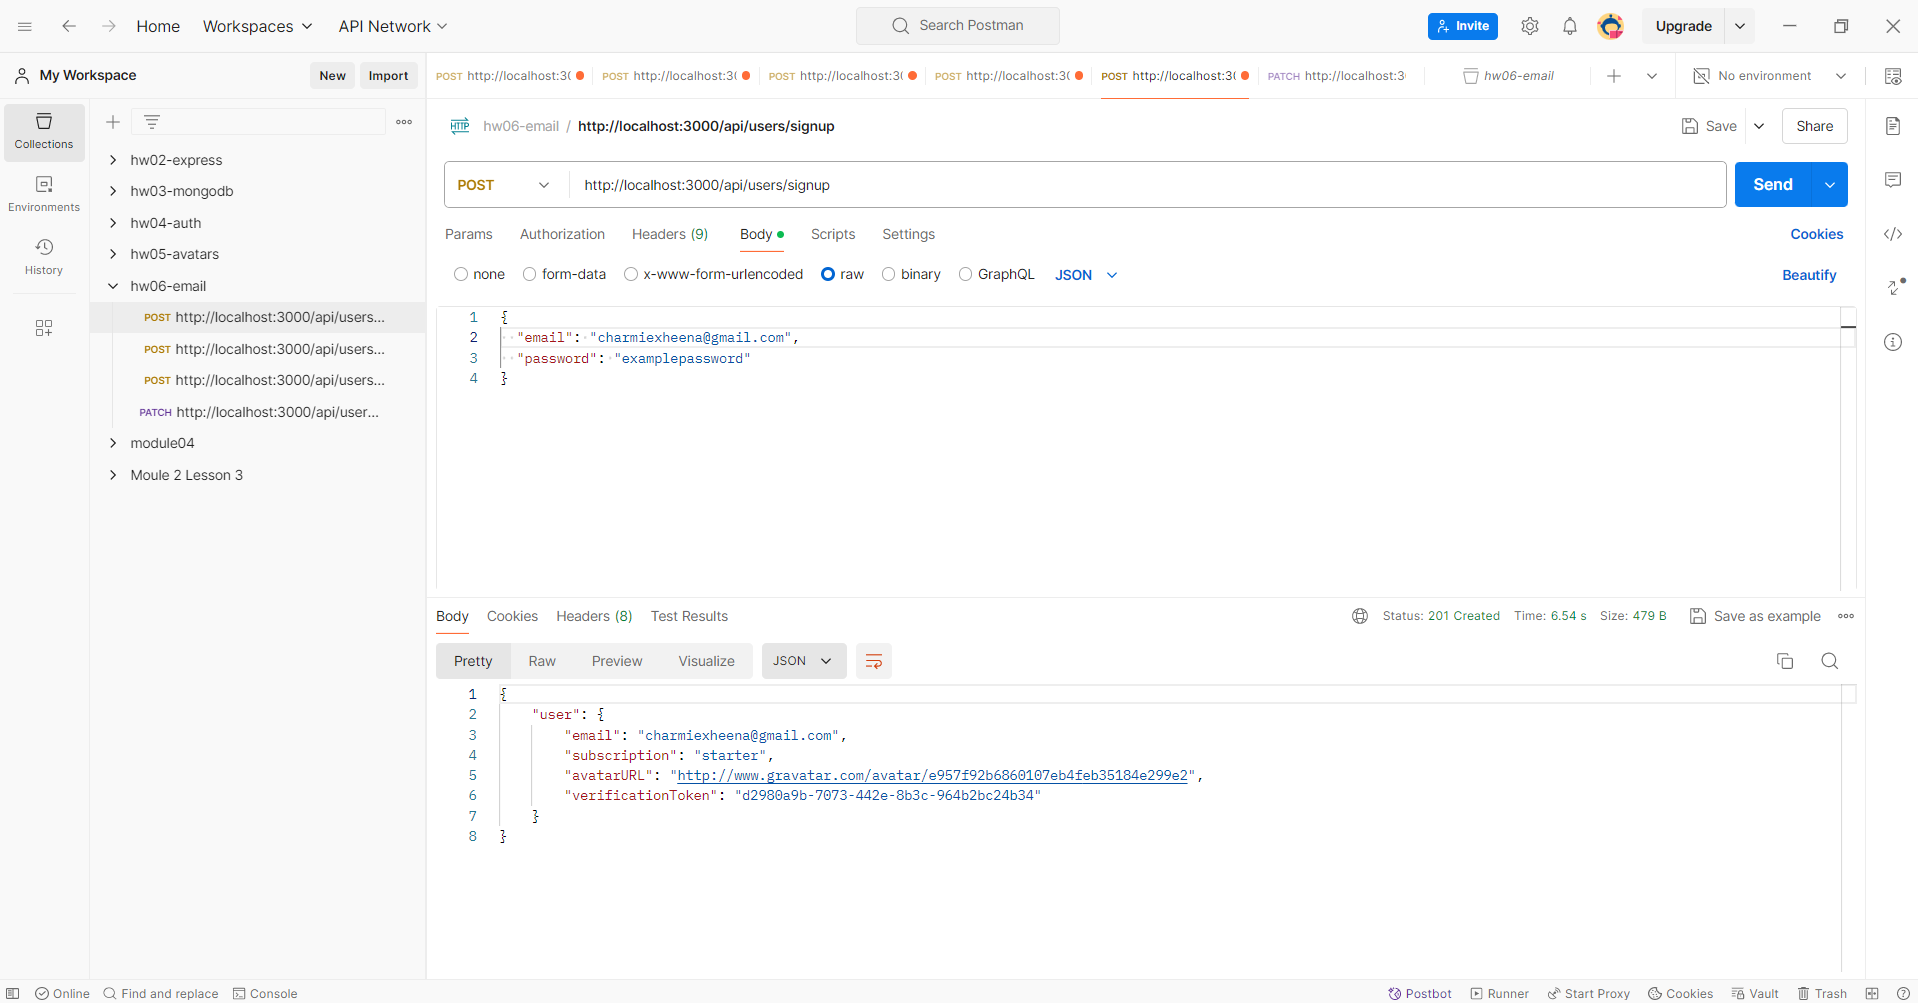 Home Workspaces API Network Search Postman Invite Upgrade
My Workspace New Import POST http://localhost:3( POST http://localhost:3( POST http://localhost:3( POST http://localhost:3( POST http://localhost:3( PATCH http://localhost:3 hw06-email No environment
Collections
Environments
History
hw02-express
hw03-mongodb
hw04-auth
hw05-avatars
hw06-email
POST http://localhost:3000/api/users...
POST http://localhost:3000/api/users...
POST http://localhost:3000/api/users...
PATCH http://localhost:3000/api/user...
module04
Moule 2 Lesson 3
HTTP hw06-email / http://localhost:3000/api/users/signup Save Share
POST http://localhost:3000/api/users/signup Send
Params Authorization Headers (9) Body Scripts Settings Cookies
none form-data x-www-form-urlencoded raw binary GraphQL JSON Beautify
1 {
2 "email": "charmiexheena@gmail.com",
3 "password": "examplepassword"
4 }
Body Cookies Headers (8) Test Results Status: 201 Created Time: 6.54 s Size: 479 B Save as example
Pretty Raw Preview Visualize JSON
1 {
2 "user": {
3 "email": "charmiexheena@gmail.com",
4 "subscription": "starter",
5 "avatarURL": "http://www.gravatar.com/avatar/e957f92b6860107eb4feb35184e299e2",
6 "verificationToken": "d2980a9b-7073-442e-8b3c-964b2bc24b34"
7 }
8 }
Online Find and replace Console Postbot Runner Start Proxy Cookies Vault Trash